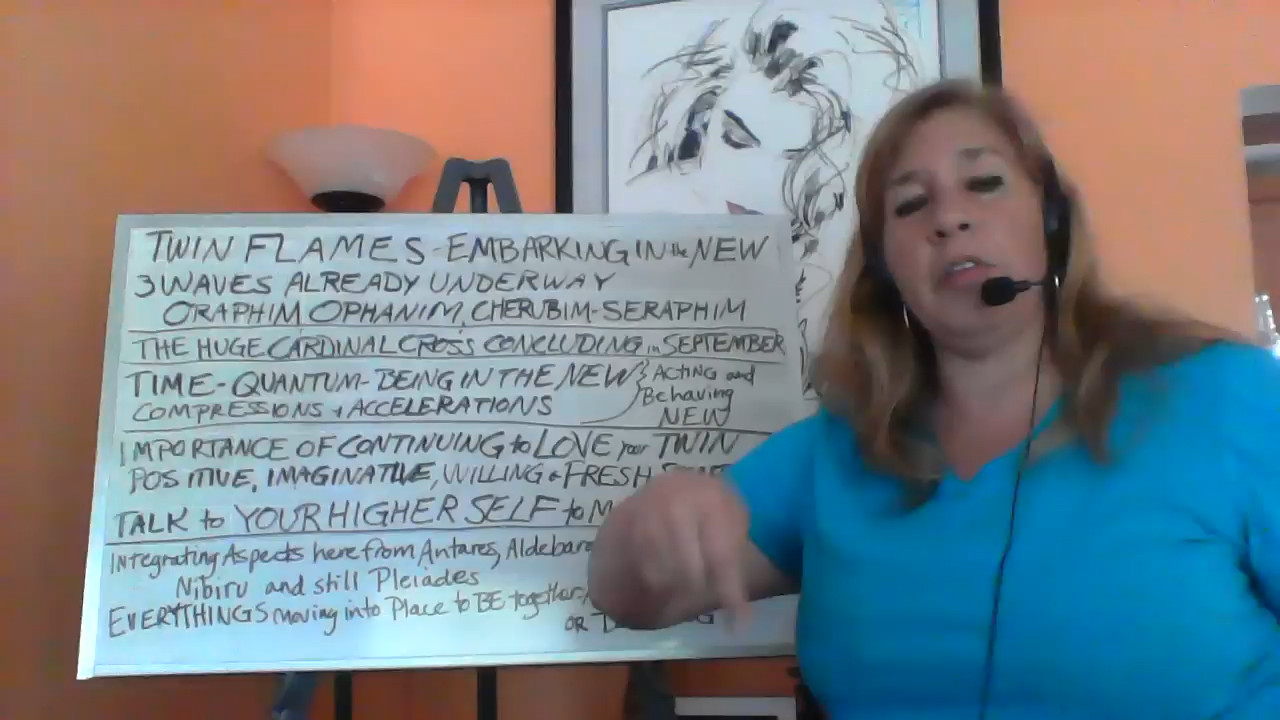 TWIN FLAMES - EMBARKING IN the NEW
3 WAVES ALREADY UNDERWAY
ORAPHIM, OPHANIM, CHERUBIM-SERAPHIM
THE HUGE CARDINAL CROSS CONCLUDING in SEPTEMBER
TIME-QUANTUM-BEING IN THE NEW } ACTING and
COMPRESSIONS + ACCELERATIONS Behaving
NEW
IMPORTANCE OF CONTINUING to LOVE your TWIN
POSITIVE, IMAGINATIVE, WILLING & FRESH
TALK to YOUR HIGHER SELF to
Integrating Aspects here from Antares,
Nibiru and still Pleiades
EVERYTHINGS moving into Place to BE together
OR